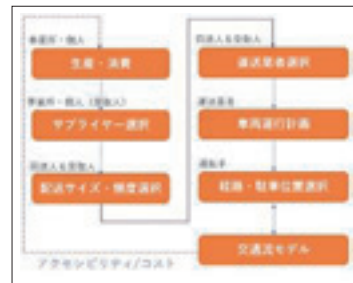 事業所・個人
生産・消費
事業所・個人（受取人）
サプライヤー選択
荷送人&受取人
配送サイズ・頻度選択
荷送人&受取人
運送業者選択
運送業者
車両運行計画
運転手
経路・駐車位置選択
交通流モデル
アクセシビリティ/コスト